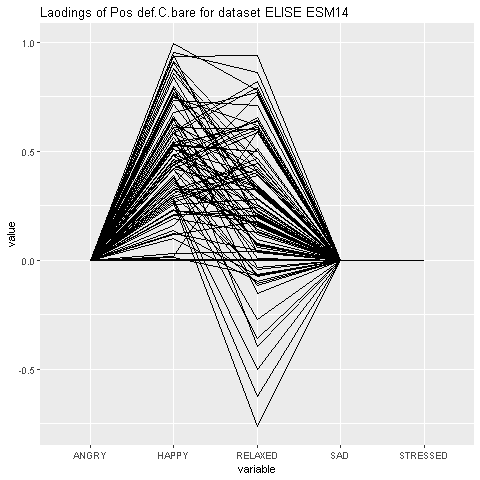 Laodings of Pos def.C.bare for dataset ELISE ESM14
1.0
0.5
0.0
-0.5
value
ANGRY HAPPY RELAXED SAD STRESSED
variable